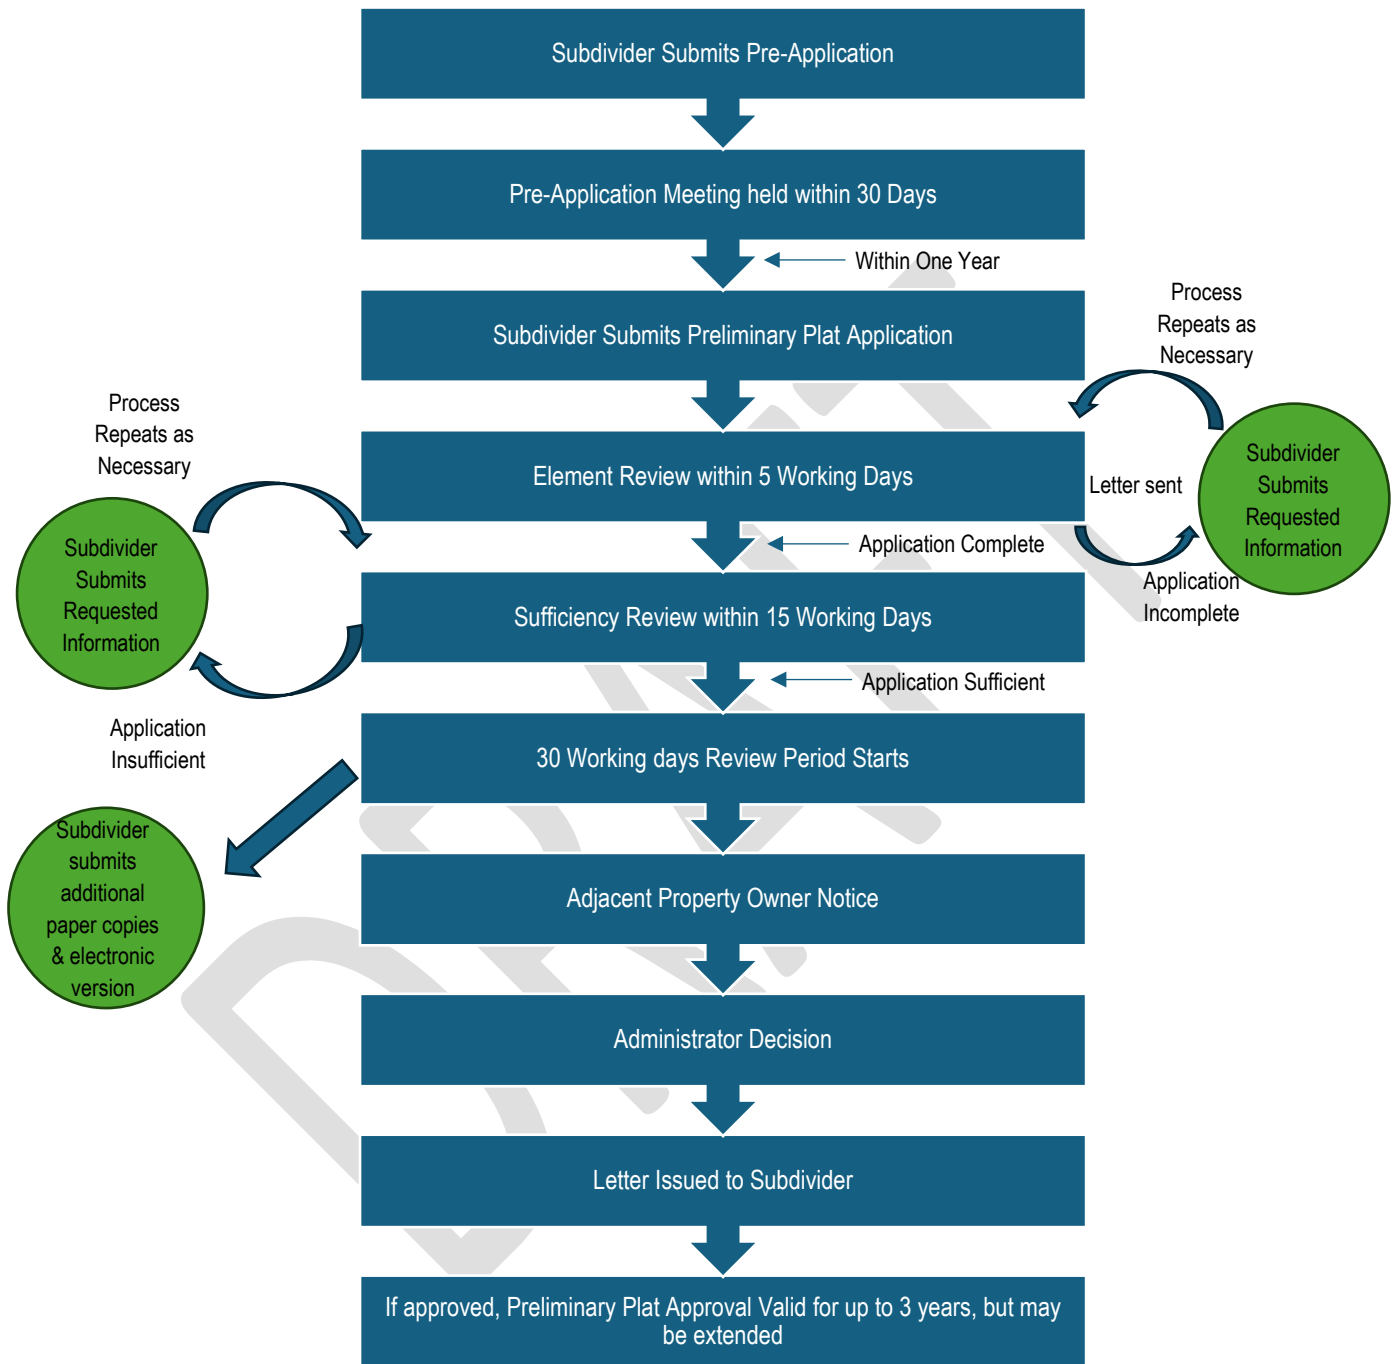 Subdivider Submits Pre-Application
Pre-Application Meeting held within 30 Days
Within One Year
Subdivider Submits Preliminary Plat Application
Process
Repeats as
Necessary
Process
Repeats as
Necessary
Element Review within 5 Working Days
Letter sent
Subdivider
Submits
Requested
Information
Application Complete
Application
Incomplete
Subdivider
Submits
Requested
Information
Sufficiency Review within 15 Working Days
Application Sufficient
Application
Insufficient
30 Working days Review Period Starts
Subdivider
submits
additional
paper copies
& electronic
version
Adjacent Property Owner Notice
Administrator Decision
Letter Issued to Subdivider
If approved, Preliminary Plat Approval Valid for up to 3 years, but may
be extended
DRAFT